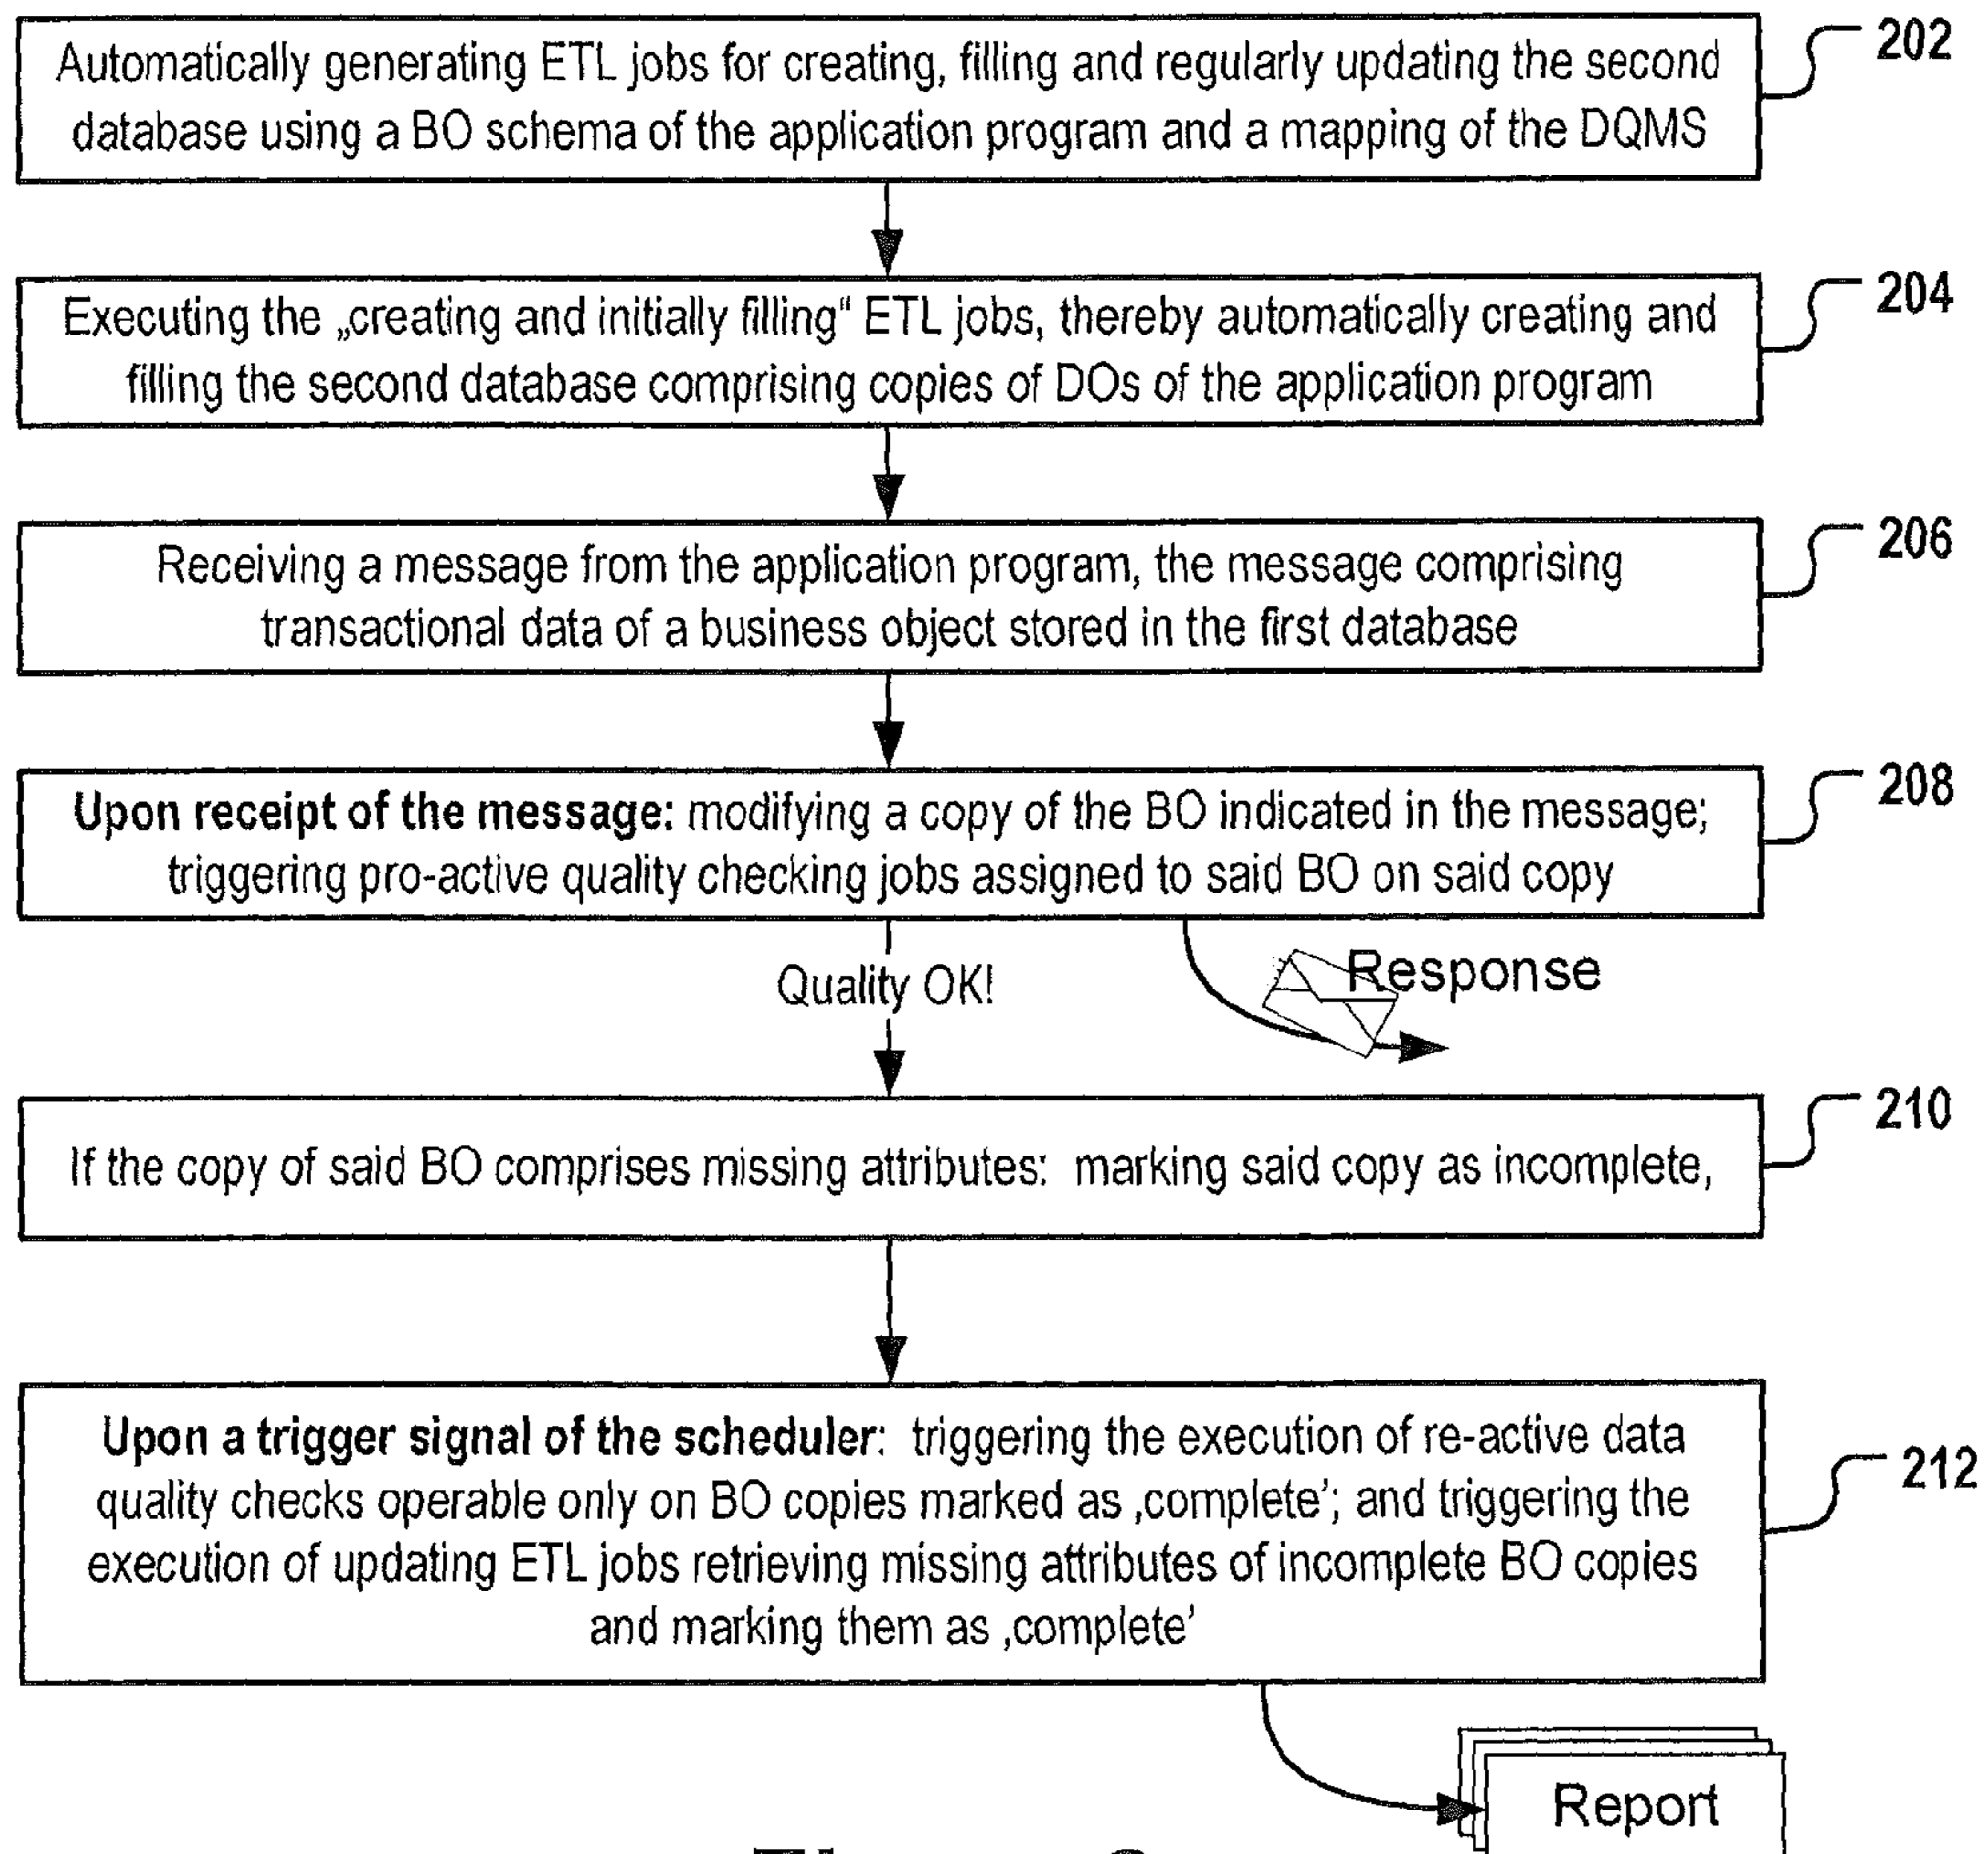 Automatically generating ETL jobs for creating, filling and regularly updating the second
database using a BO schema of the application program and a mapping of the DQMS
202
Executing the „creating and initially filling“ ETL jobs, thereby automatically creating and
filling the second database comprising copies of DOs of the application program
204
Receiving a message from the application program, the message comprising
transactional data of a business object stored in the first database
206
Upon receipt of the message: modifying a copy of the BO indicated in the message;
triggering pro-active quality checking jobs assigned to said BO on said copy
208
Quality OK!
Response
If the copy of said BO comprises missing attributes: marking said copy as incomplete,
210
Upon a trigger signal of the scheduler: triggering the execution of re-active data
quality checks operable only on BO copies marked as ‚complete’; and triggering the
execution of updating ETL jobs retrieving missing attributes of incomplete BO copies
and marking them as ‚complete’
212
Report